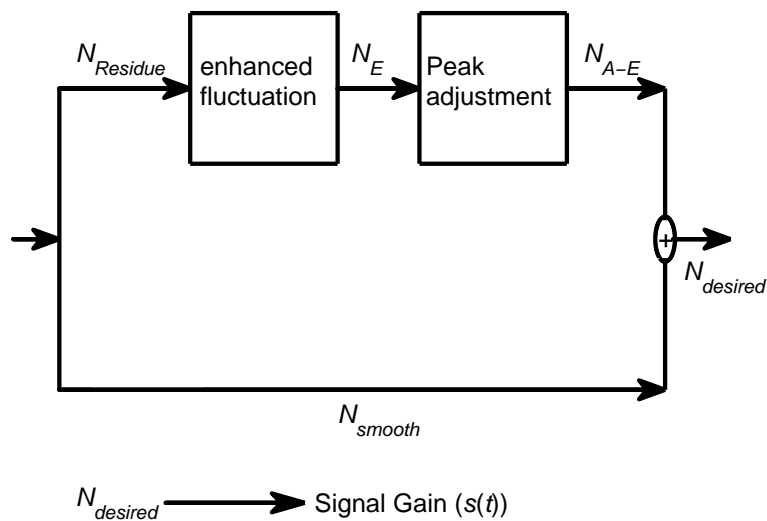 N_Residue
enhanced
fluctuation
N_E
Peak
adjustment
N_A−E
+
N_desired
N_smooth
N_desired Signal Gain (s(t))